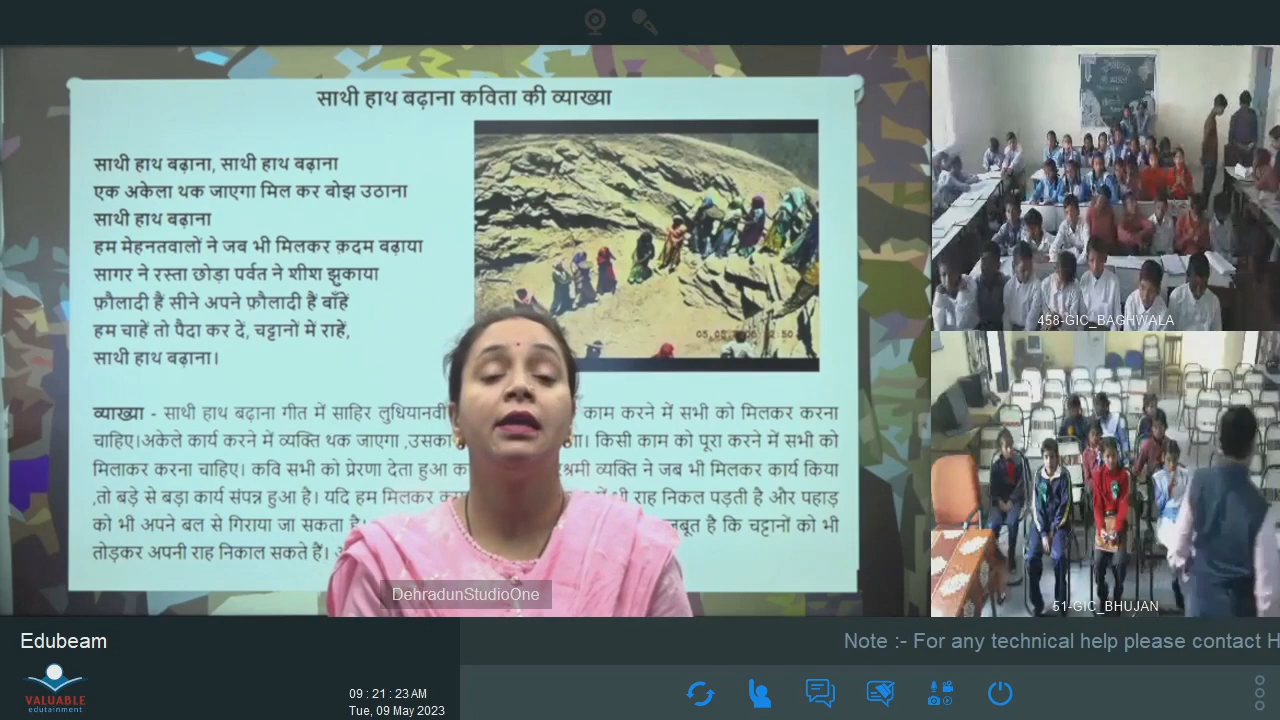 साथी हाथ बढ़ाना कविता की व्याख्या
साथी हाथ बढ़ाना, साथी हाथ बढ़ाना
एक अकेला थक जाएगा मिल कर बोझ उठाना
साथी हाथ बढ़ाना
हम मेहनतवालों ने जब भी मिलकर क़दम बढ़ाया
सागर ने रस्ता छोड़ा पर्वत ने शीश झुकाया
फ़ौलादी हैं सीने अपने फ़ौलादी हैं बाँहें
हम चाहें तो पैदा कर दें, चट्टानों में राहें,
साथी हाथ बढ़ाना।
व्याख्या - साथी हाथ बढ़ाना गीत में साहिर लुधियानवी काम करने में सभी को मिलकर करना
चाहिए।अकेले कार्य करने में व्यक्ति थक जाएगा ,उसका किसी काम को पूरा करने में सभी को
मिलाकर करना चाहिए। कवि सभी को प्रेरणा देता हुआ व्यक्ति ने जब भी मिलकर कार्य किया
,तो बड़े से बड़ा कार्य संपन्न हुआ है। यदि हम मिलकर भी राह निकल पड़ती है और पहाड़
को भी अपने बल से गिराया जा सकता है। है कि चट्टानों को भी
तोड़कर अपनी राह निकाल सकते हैं।
DehradunStudioOne
458-GIC_BAGHWALA
51-GIC_BHUJAN
Edubeam
Note :- For any technical help please contact H
VALUABLE
edutainment
09 : 21 : 23 AM
Tue, 09 May 2023